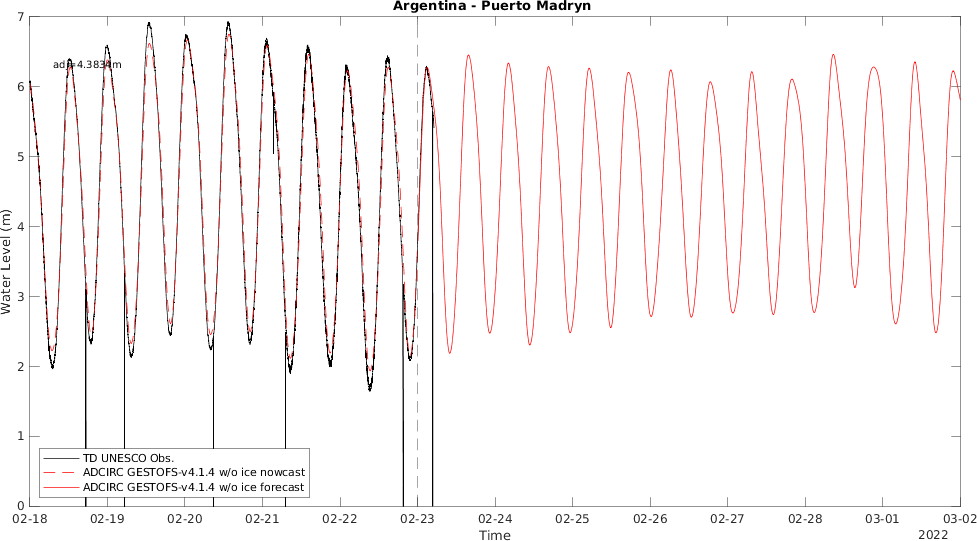 Argentina - Puerto Madryn
7
6
5
4
3
2
1
0
Water Level (m)
adj=4.3834m
TD UNESCO Obs.
ADCIRC GESTOFS-v4.1.4 w/o ice nowcast
ADCIRC GESTOFS-v4.1.4 w/o ice forecast
02-18 02-19 02-20 02-21 02-22 02-23 02-24 02-25 02-26 02-27 02-28 03-01 03-02
Time
2022